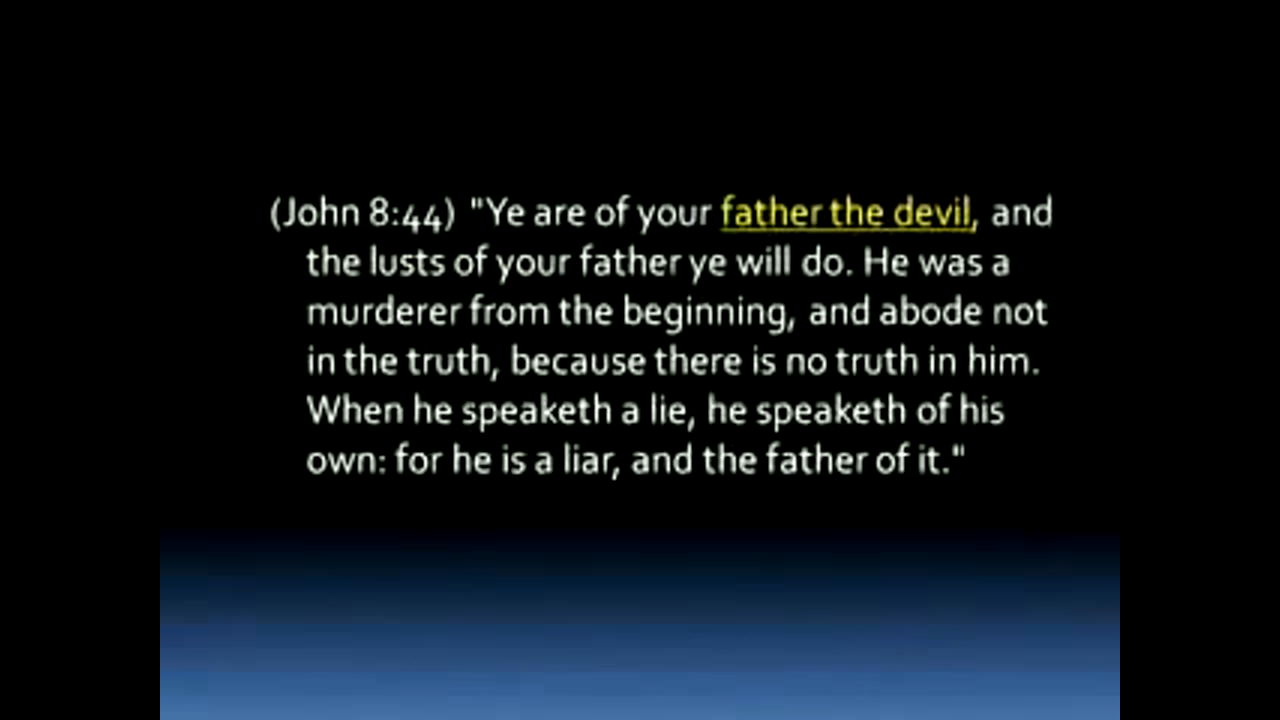 (John 8:44) "Ye are of your father the devil, and
the lusts of your father ye will do. He was a
murderer from the beginning, and abode not
in the truth, because there is no truth in him.
When he speaketh a lie, he speaketh of his
own: for he is a liar, and the father of it."